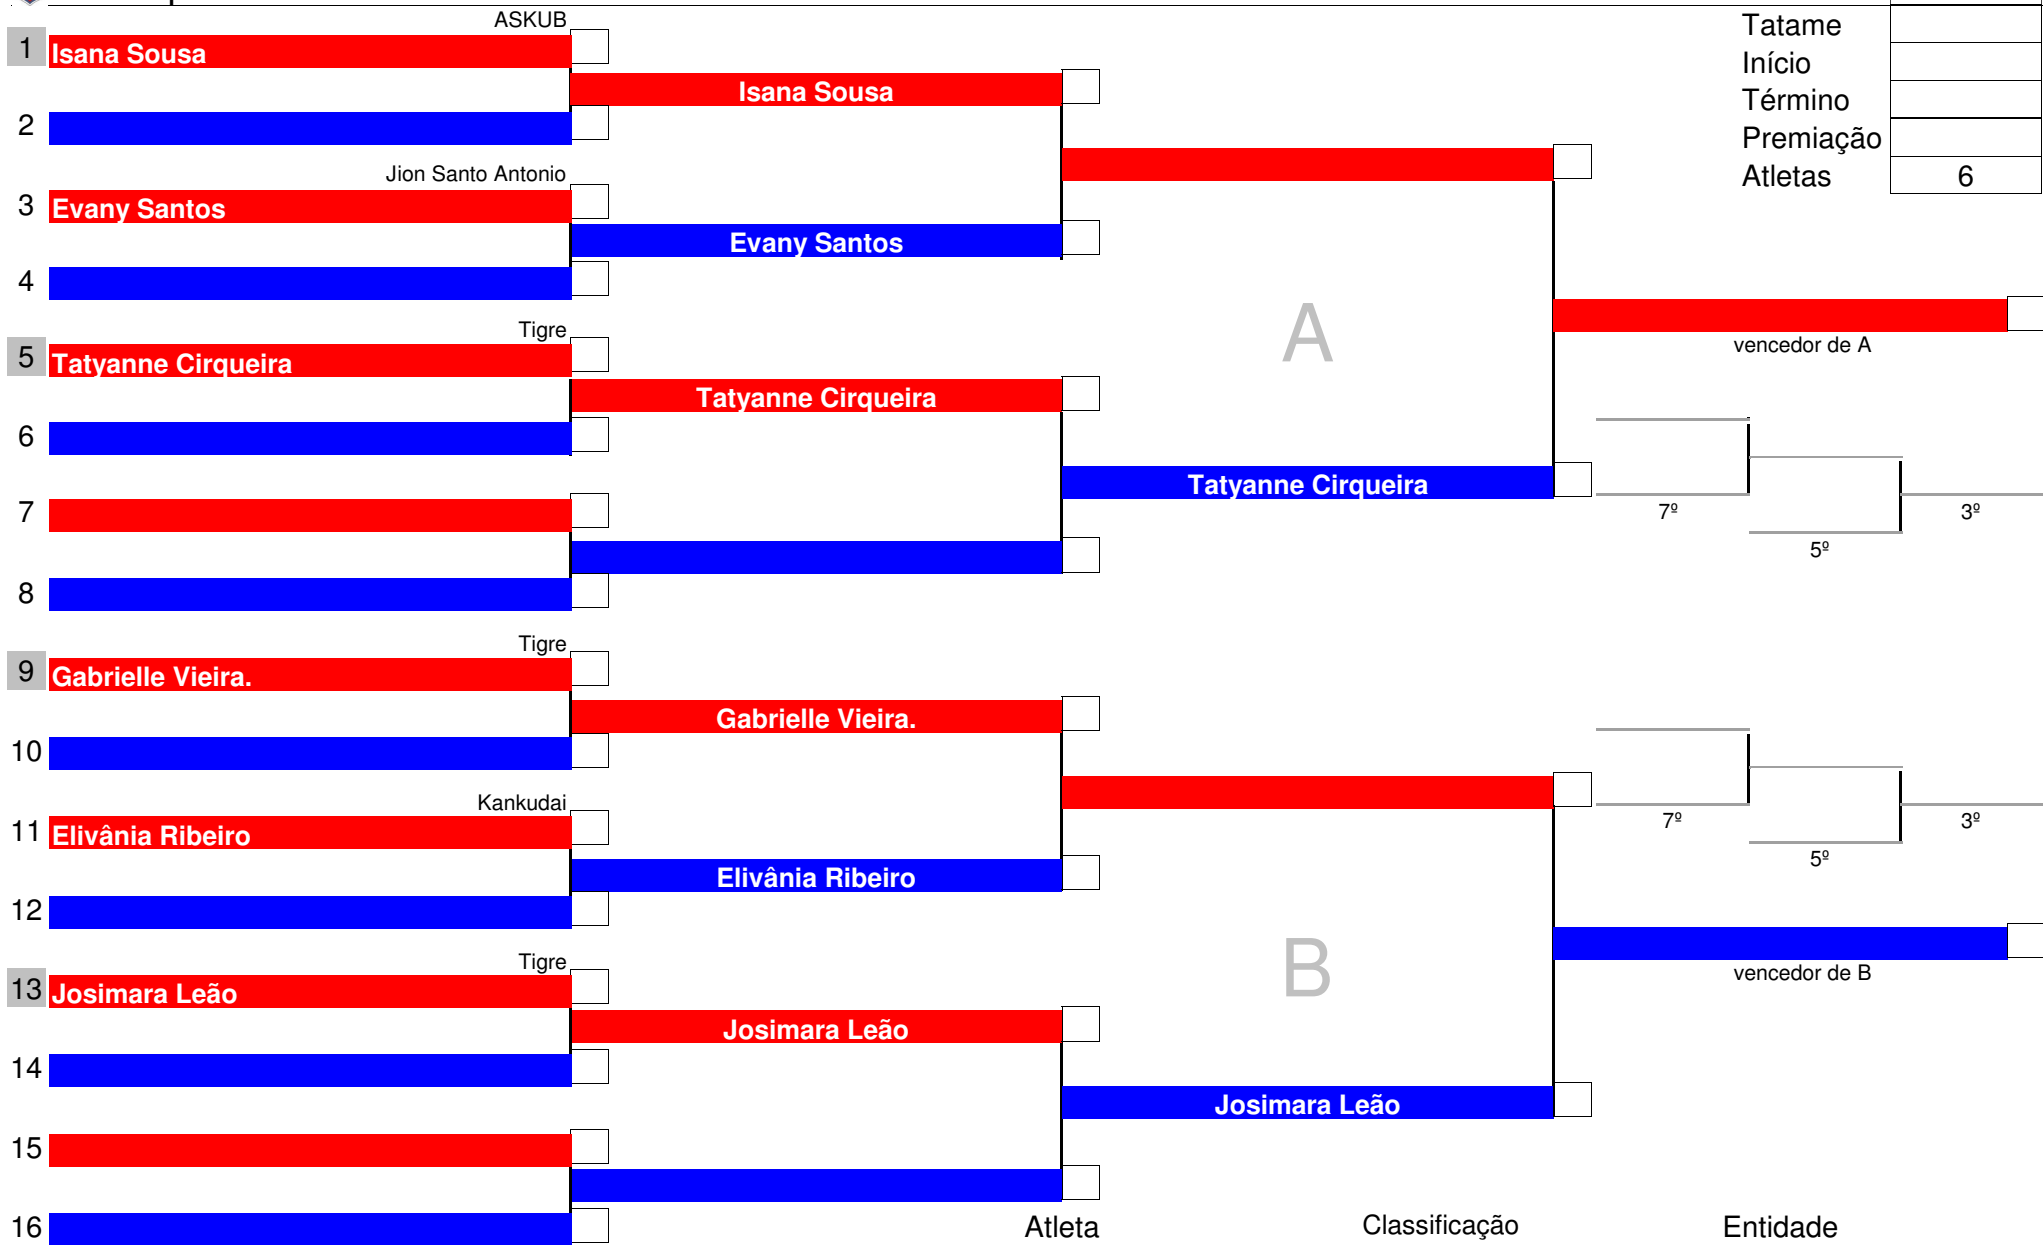 ASKUB
Tatame
1 Isana Sousa
Início
Isana Sousa
Término
2
Premiação
Jion Santo Antonio
Atletas 6
3 Evany Santos
Evany Santos
4
A
Tigre
vencedor de A
5 Tatyanne Cirqueira
Tatyanne Cirqueira
6
Tatyanne Cirqueira
7
7º 3º
5º
8
Tigre
9 Gabrielle Vieira.
Gabrielle Vieira.
10
Kankudai
7º 3º
11 Elivânia Ribeiro
5º
Elivânia Ribeiro
12
B
Tigre
vencedor de B
13 Josimara Leão
Josimara Leão
14
Josimara Leão
15
16
Atleta Classificação Entidade